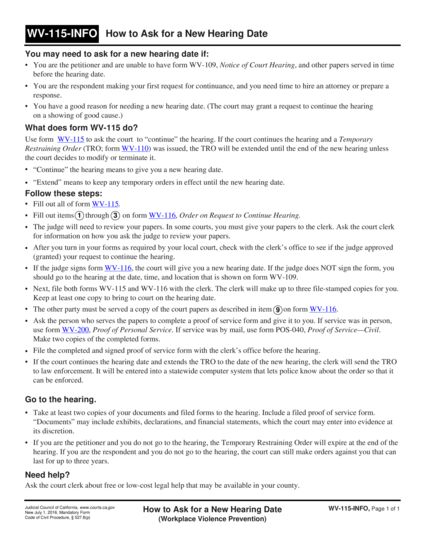 WV-115-INFO How to Ask for a New Hearing Date
You may need to ask for a new hearing date if:
• You are the petitioner and are unable to have form WV-109, Notice of Court Hearing, and other papers served in time
before the hearing date.
• You are the respondent making your first request for continuance, and you need time to hire an attorney or prepare a
response.
• You have a good reason for needing a new hearing date. (The court may grant a request to continue the hearing
on a showing of good cause.)
What does form WV-115 do?
Use form WV-115 to ask the court to “continue” the hearing. If the court continues the hearing and a Temporary
Restraining Order (TRO; form WV-110) was issued, the TRO will be extended until the end of the new hearing unless
the court decides to modify or terminate it.
• “Continue” the hearing means to give you a new hearing date.
• “Extend” means to keep any temporary orders in effect until the new hearing date.
Follow these steps:
• Fill out all of form WV-115.
• Fill out items 1 through 3 on form WV-116, Order on Request to Continue Hearing.
• The judge will need to review your papers. In some courts, you must give your papers to the clerk. Ask the court clerk
for information on how you ask the judge to review your papers.
• After you turn in your forms as required by your local court, check with the clerk’s office to see if the judge approved
(granted) your request to continue the hearing.
• If the judge signs form WV-116, the court will give you a new hearing date. If the judge does NOT sign the form, you
should go to the hearing at the date, time, and location that is shown on form WV-109.
• Next, file both forms WV-115 and WV-116 with the clerk. The clerk will make up to three file-stamped copies for you.
Keep at least one copy to bring to court on the hearing date.
• The other party must be served a copy of the court papers as described in item 9 on form WV-116.
• Ask the person who serves the papers to complete a proof of service form and give it to you. If service was in person,
use form WV-200, Proof of Personal Service. If service was by mail, use form POS-040, Proof of Service—Civil.
Make two copies of the completed forms.
• File the completed and signed proof of service form with the clerk’s office before the hearing.
• If the court continues the hearing date and extends the TRO to the date of the new hearing, the clerk will send the TRO
to law enforcement. It will be entered into a statewide computer system that lets police know about the order so that it
can be enforced.
Go to the hearing.
• Take at least two copies of your documents and filed forms to the hearing. Include a filed proof of service form.
“Documents” may include exhibits, declarations, and financial statements, which the court may enter into evidence at
its discretion.
• If you are the petitioner and you do not go to the hearing, the Temporary Restraining Order will expire at the end of the
hearing. If you are the respondent and you do not go to the hearing, the court can still make orders against you that can
last for up to three years.
Need help?
Ask the court clerk about free or low-cost legal help that may be available in your county.
Judicial Council of California, www.courts.ca.gov
New July 1, 2016, Mandatory Form
Code of Civil Procedure, § 527.8(p)
How to Ask for a New Hearing Date
(Workplace Violence Prevention)
WV-115-INFO, Page 1 of 1